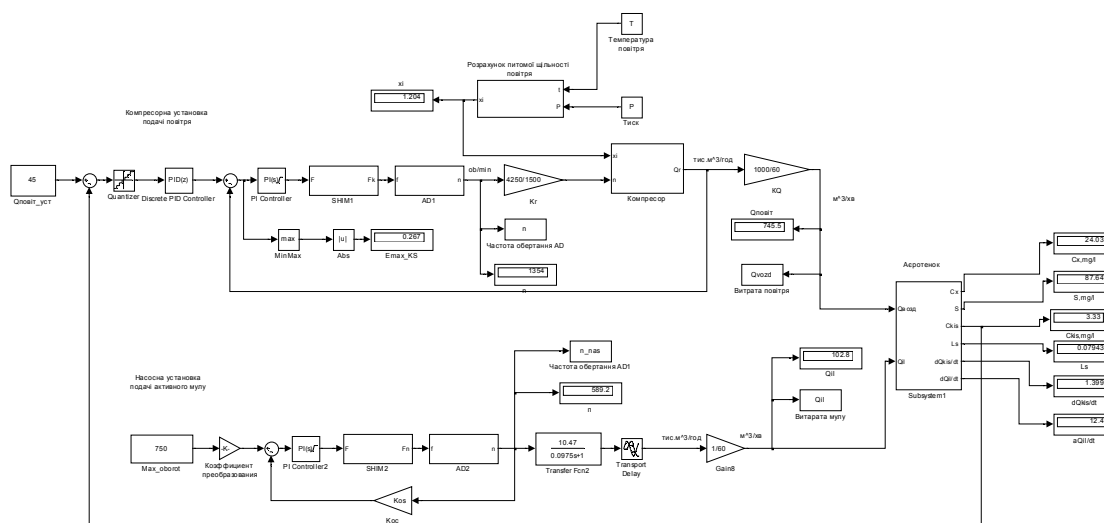 T
Температура
повітря
Розрахунок питомої щільності
повітря
xi
1.204
xi
t
P
P
Тиск
Компресорна установка
подачі повітря
45
Qповіт_уст
Quantizer
PID(z)
Discrete PID Controller
PI(s)
PI Controller
F
Fк
SHIM1
f
n
AD1
ob/min
4250/1500
Kr
xi
n
Qr
Компресор
тис.м^3/год
1000/60
KQ
м^3/хв
max
MinMax
|u|
Abs
0.267
Emax_KS
n
Частота обертання AD
1354
n
Qповіт
745.5
Qvozd
Витрата повітря
Аєротенок
Qвозд
Qil
Cx
S
Ckis
Ls
dQkis/dt
dQil/dt
Subsystem1
24.03
Cx,mg/l
87.64
S,mg/l
3.33
Ckis,mg/l
0.07943
Ls
1.399
dQkis/dt
12.4
aQil/dt
Насосна установка
подачі активного мулу
750
Max_oborot
-K-
Коэффициент
преобразования
PI(s)
PI Controller2
F
Fn
SHIM2
f
n
AD2
n_nas
Частота обертання AD1
589.2
n
10.47
0.0975s+1
Transfer Fcn2
Transport
Delay
тис.м^3/год
1/60
Gain8
м^3/хв
102.8
Qil
Qil
Витарата мулу
Kos
Koc